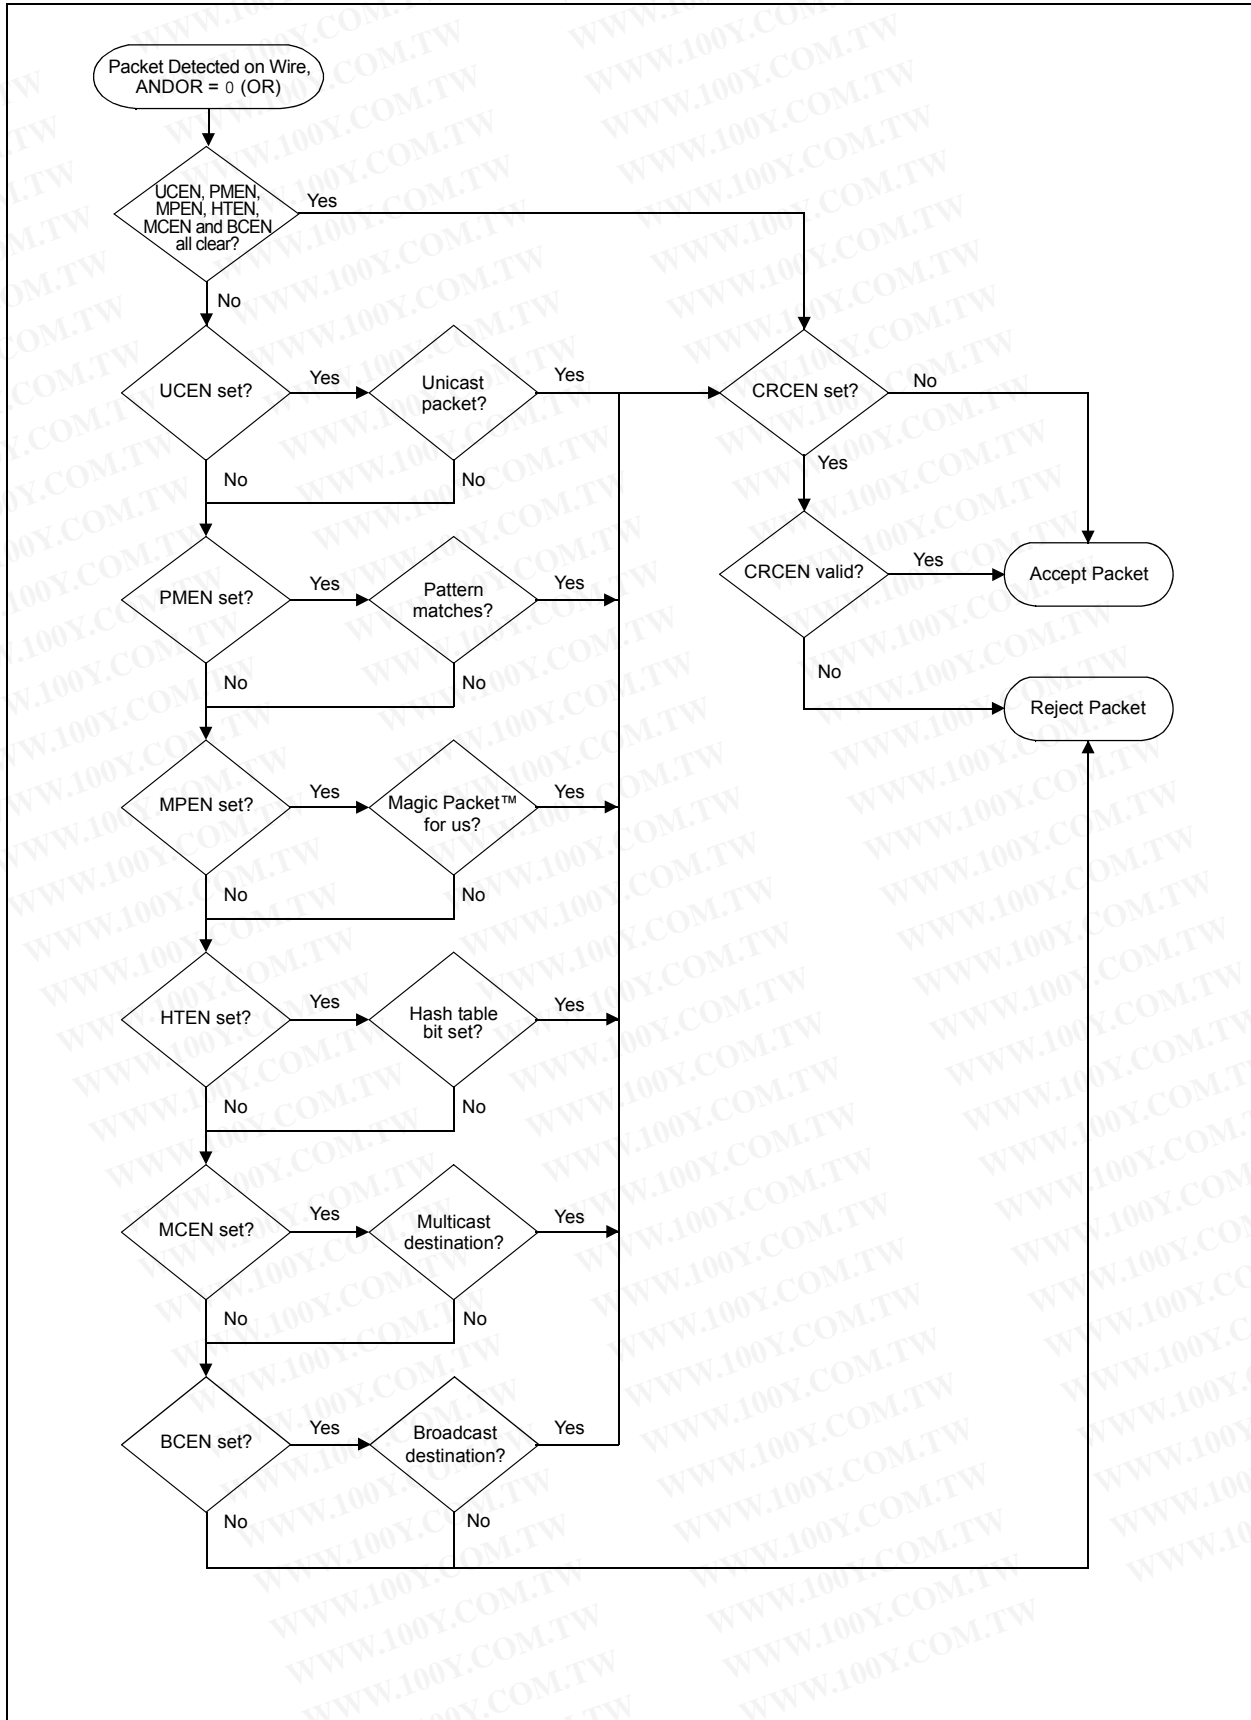 Packet Detected on Wire,
ANDOR = 0 (OR)
UCEN, PMEN,
MPEN, HTEN,
MCEN and BCEN
all clear?
Yes
No
UCEN set?
Yes
Unicast
packet?
Yes
CRCEN set?
No
No
No
Yes
PMEN set?
Yes
Pattern
matches?
Yes
CRCEN valid?
Yes
Accept Packet
No
No
No
Reject Packet
MPEN set?
Yes
Magic Packet™
for us?
Yes
No
No
HTEN set?
Yes
Hash table
bit set?
Yes
No
No
MCEN set?
Yes
Multicast
destination?
Yes
No
No
BCEN set?
Yes
Broadcast
destination?
Yes
No
No
WWW.100Y.COM.TW